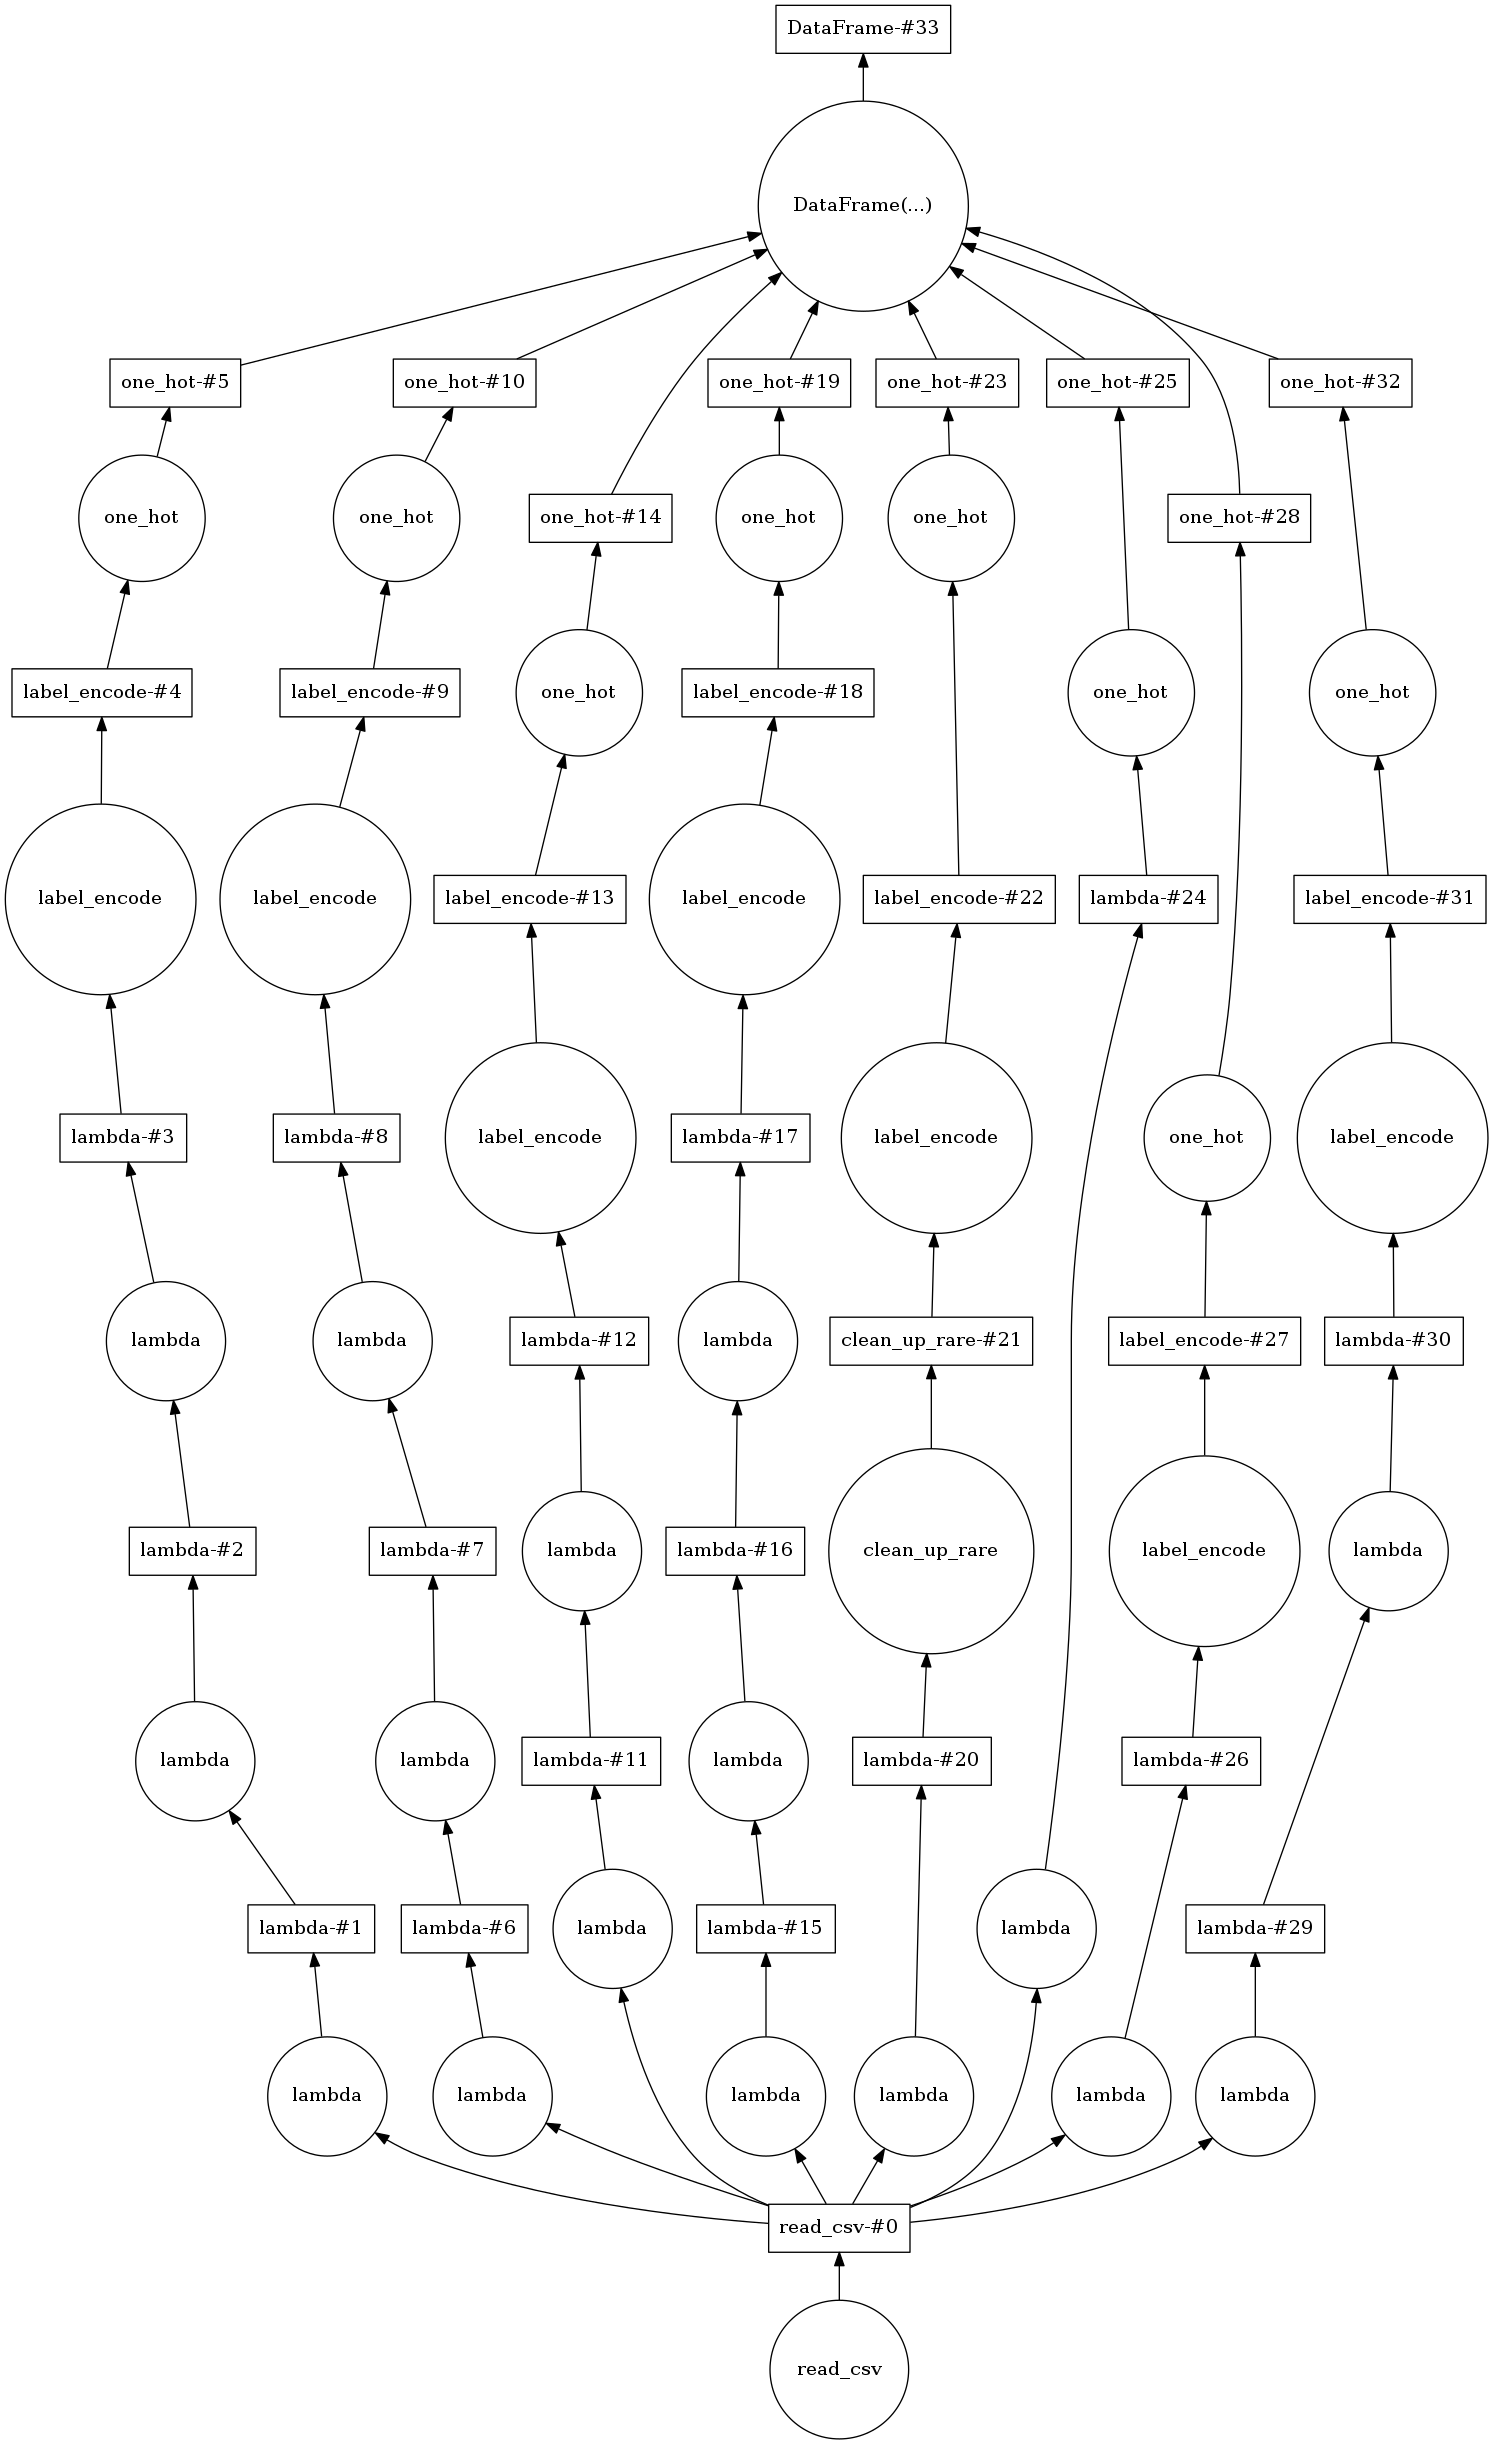 DataFrame-#33
DataFrame(...)
one_hot-#5
one_hot-#10
one_hot-#19
one_hot-#23
one_hot-#25
one_hot-#32
one_hot
one_hot
one_hot-#14
one_hot
one_hot
one_hot-#28
label_encode-#4
label_encode-#9
one_hot
label_encode-#18
one_hot
one_hot
label_encode
label_encode
label_encode-#13
label_encode
label_encode-#22
lambda-#24
label_encode-#31
lambda-#3
lambda-#8
label_encode
lambda-#17
label_encode
one_hot
label_encode
lambda
lambda
lambda-#12
lambda
clean_up_rare-#21
label_encode-#27
lambda-#30
lambda-#2
lambda-#7
lambda
lambda-#16
clean_up_rare
label_encode
lambda
lambda
lambda
lambda-#11
lambda
lambda-#20
lambda-#26
lambda-#1
lambda-#6
lambda
lambda-#15
lambda
lambda-#29
lambda
lambda
lambda
lambda
lambda
lambda
read_csv-#0
read_csv